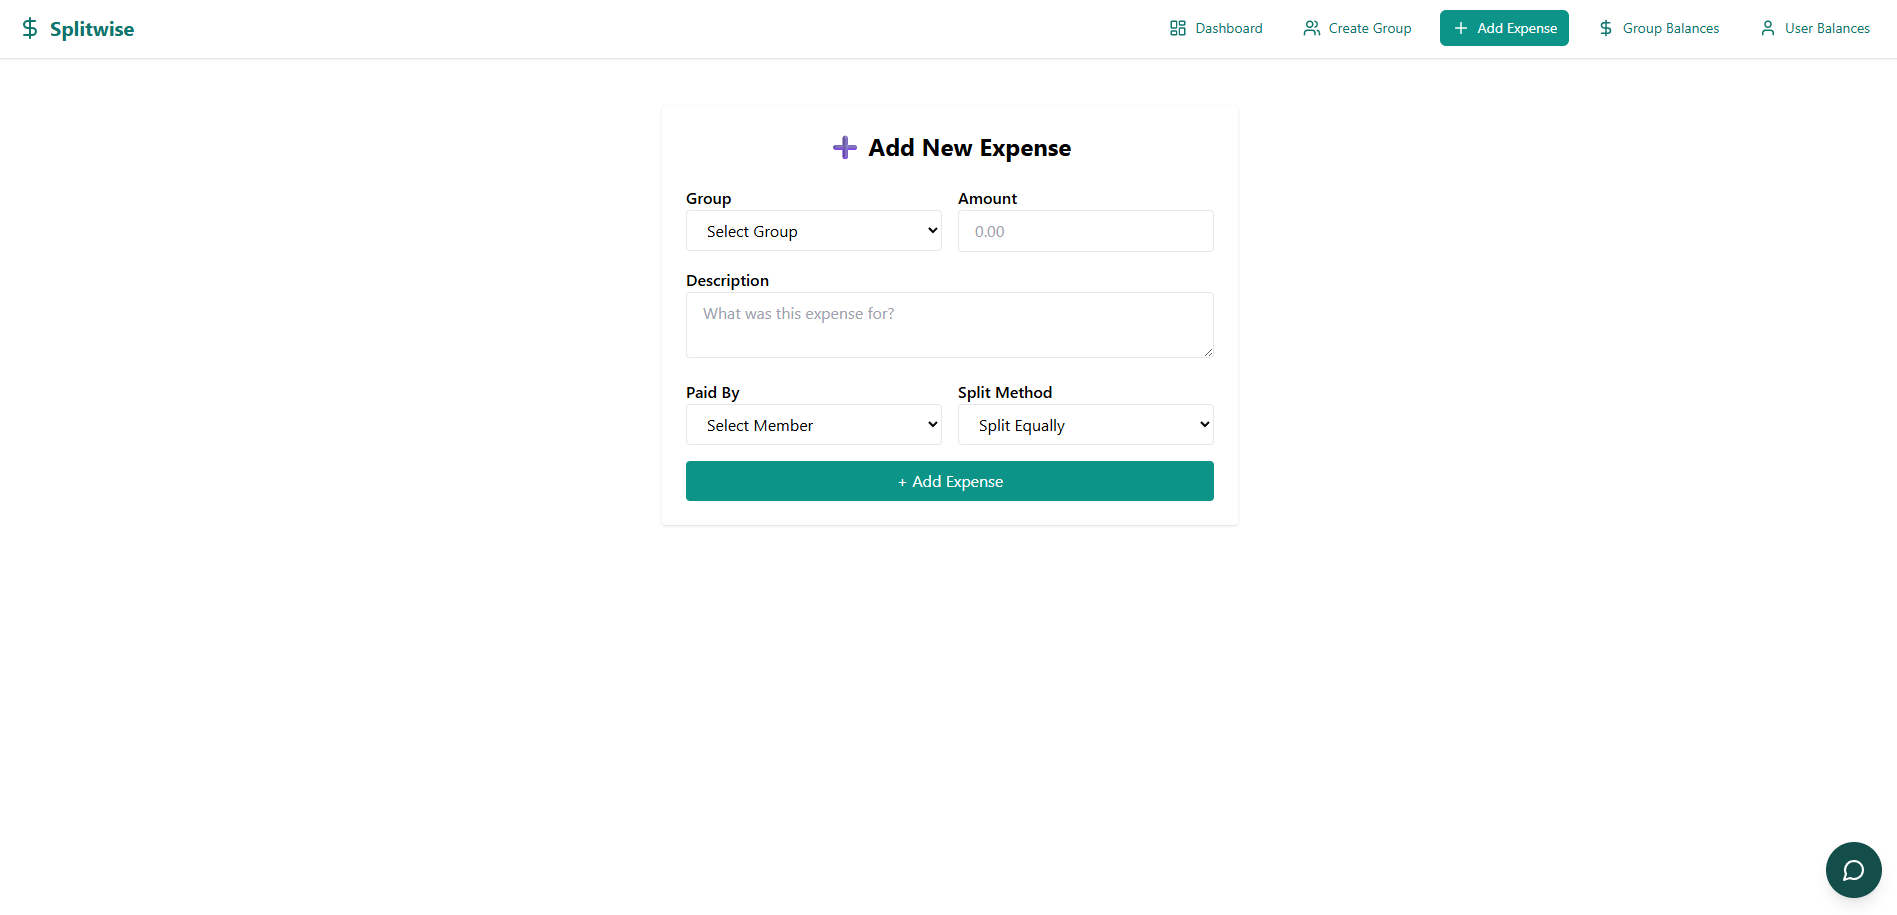 Splitwise
Dashboard
Create Group
Add Expense
Group Balances
User Balances
Add New Expense
Group
Amount
Select Group
0.00
Description
What was this expense for?
Paid By
Split Method
Select Member
Split Equally
+ Add Expense